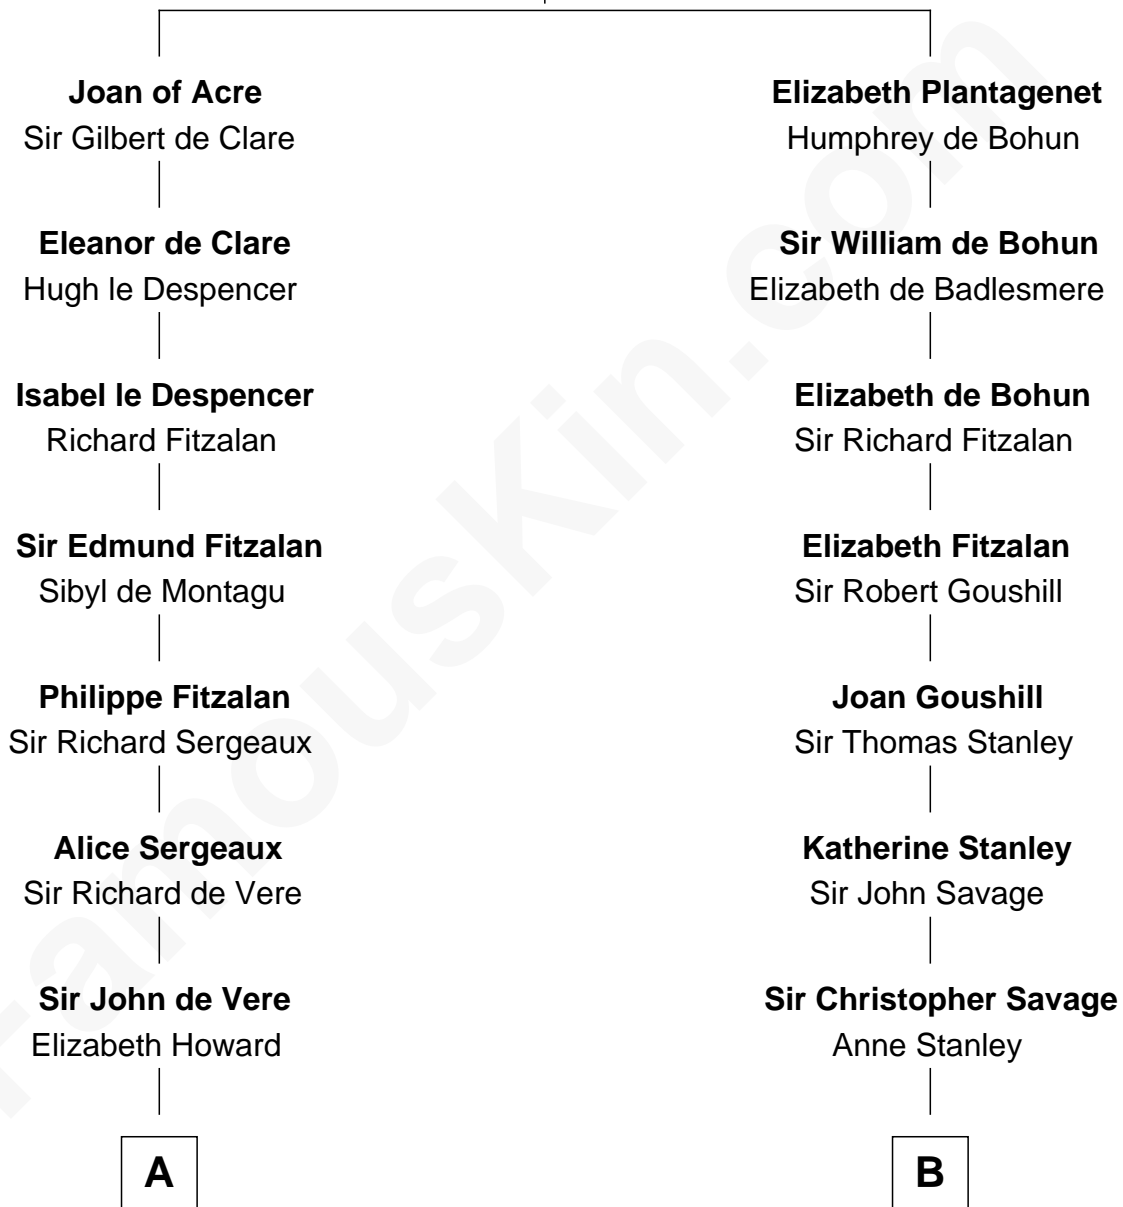 Joan of Acre
Sir Gilbert de Clare
Eleanor de Clare
Hugh le Despencer
Isabel le Despencer
Richard Fitzalan
Sir Edmund Fitzalan
Sibyl de Montagu
Philippe Fitzalan
Sir Richard Sergeaux
Alice Sergeaux
Sir Richard de Vere
Sir John de Vere
Elizabeth Howard
A
Elizabeth Plantagenet
Humphrey de Bohun
Sir William de Bohun
Elizabeth de Badlesmere
Elizabeth de Bohun
Sir Richard Fitzalan
Elizabeth Fitzalan
Sir Robert Goushill
Joan Goushill
Sir Thomas Stanley
Katherine Stanley
Sir John Savage
Sir Christopher Savage
Anne Stanley
B
FamousKin.com